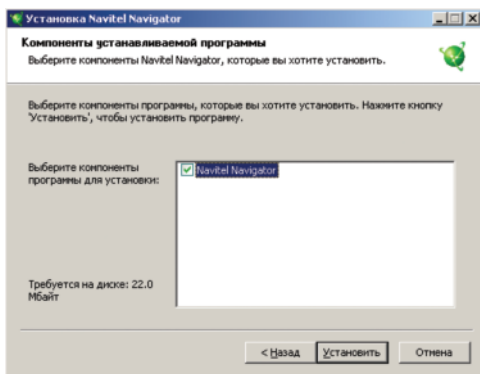 Установка Navitel Navigator
Компоненты устанавливаемой программы
Выберите компоненты Navitel Navigator, которые вы хотите установить.
Выберите компоненты программы, которые вы хотите установить. Нажмите кнопку
'Установить', чтобы установить программу.
Выберите компоненты
программы для установки:
Navitel Navigator
Требуется на диске: 22.0
Мбайт
< Назад
Установить
Отмена